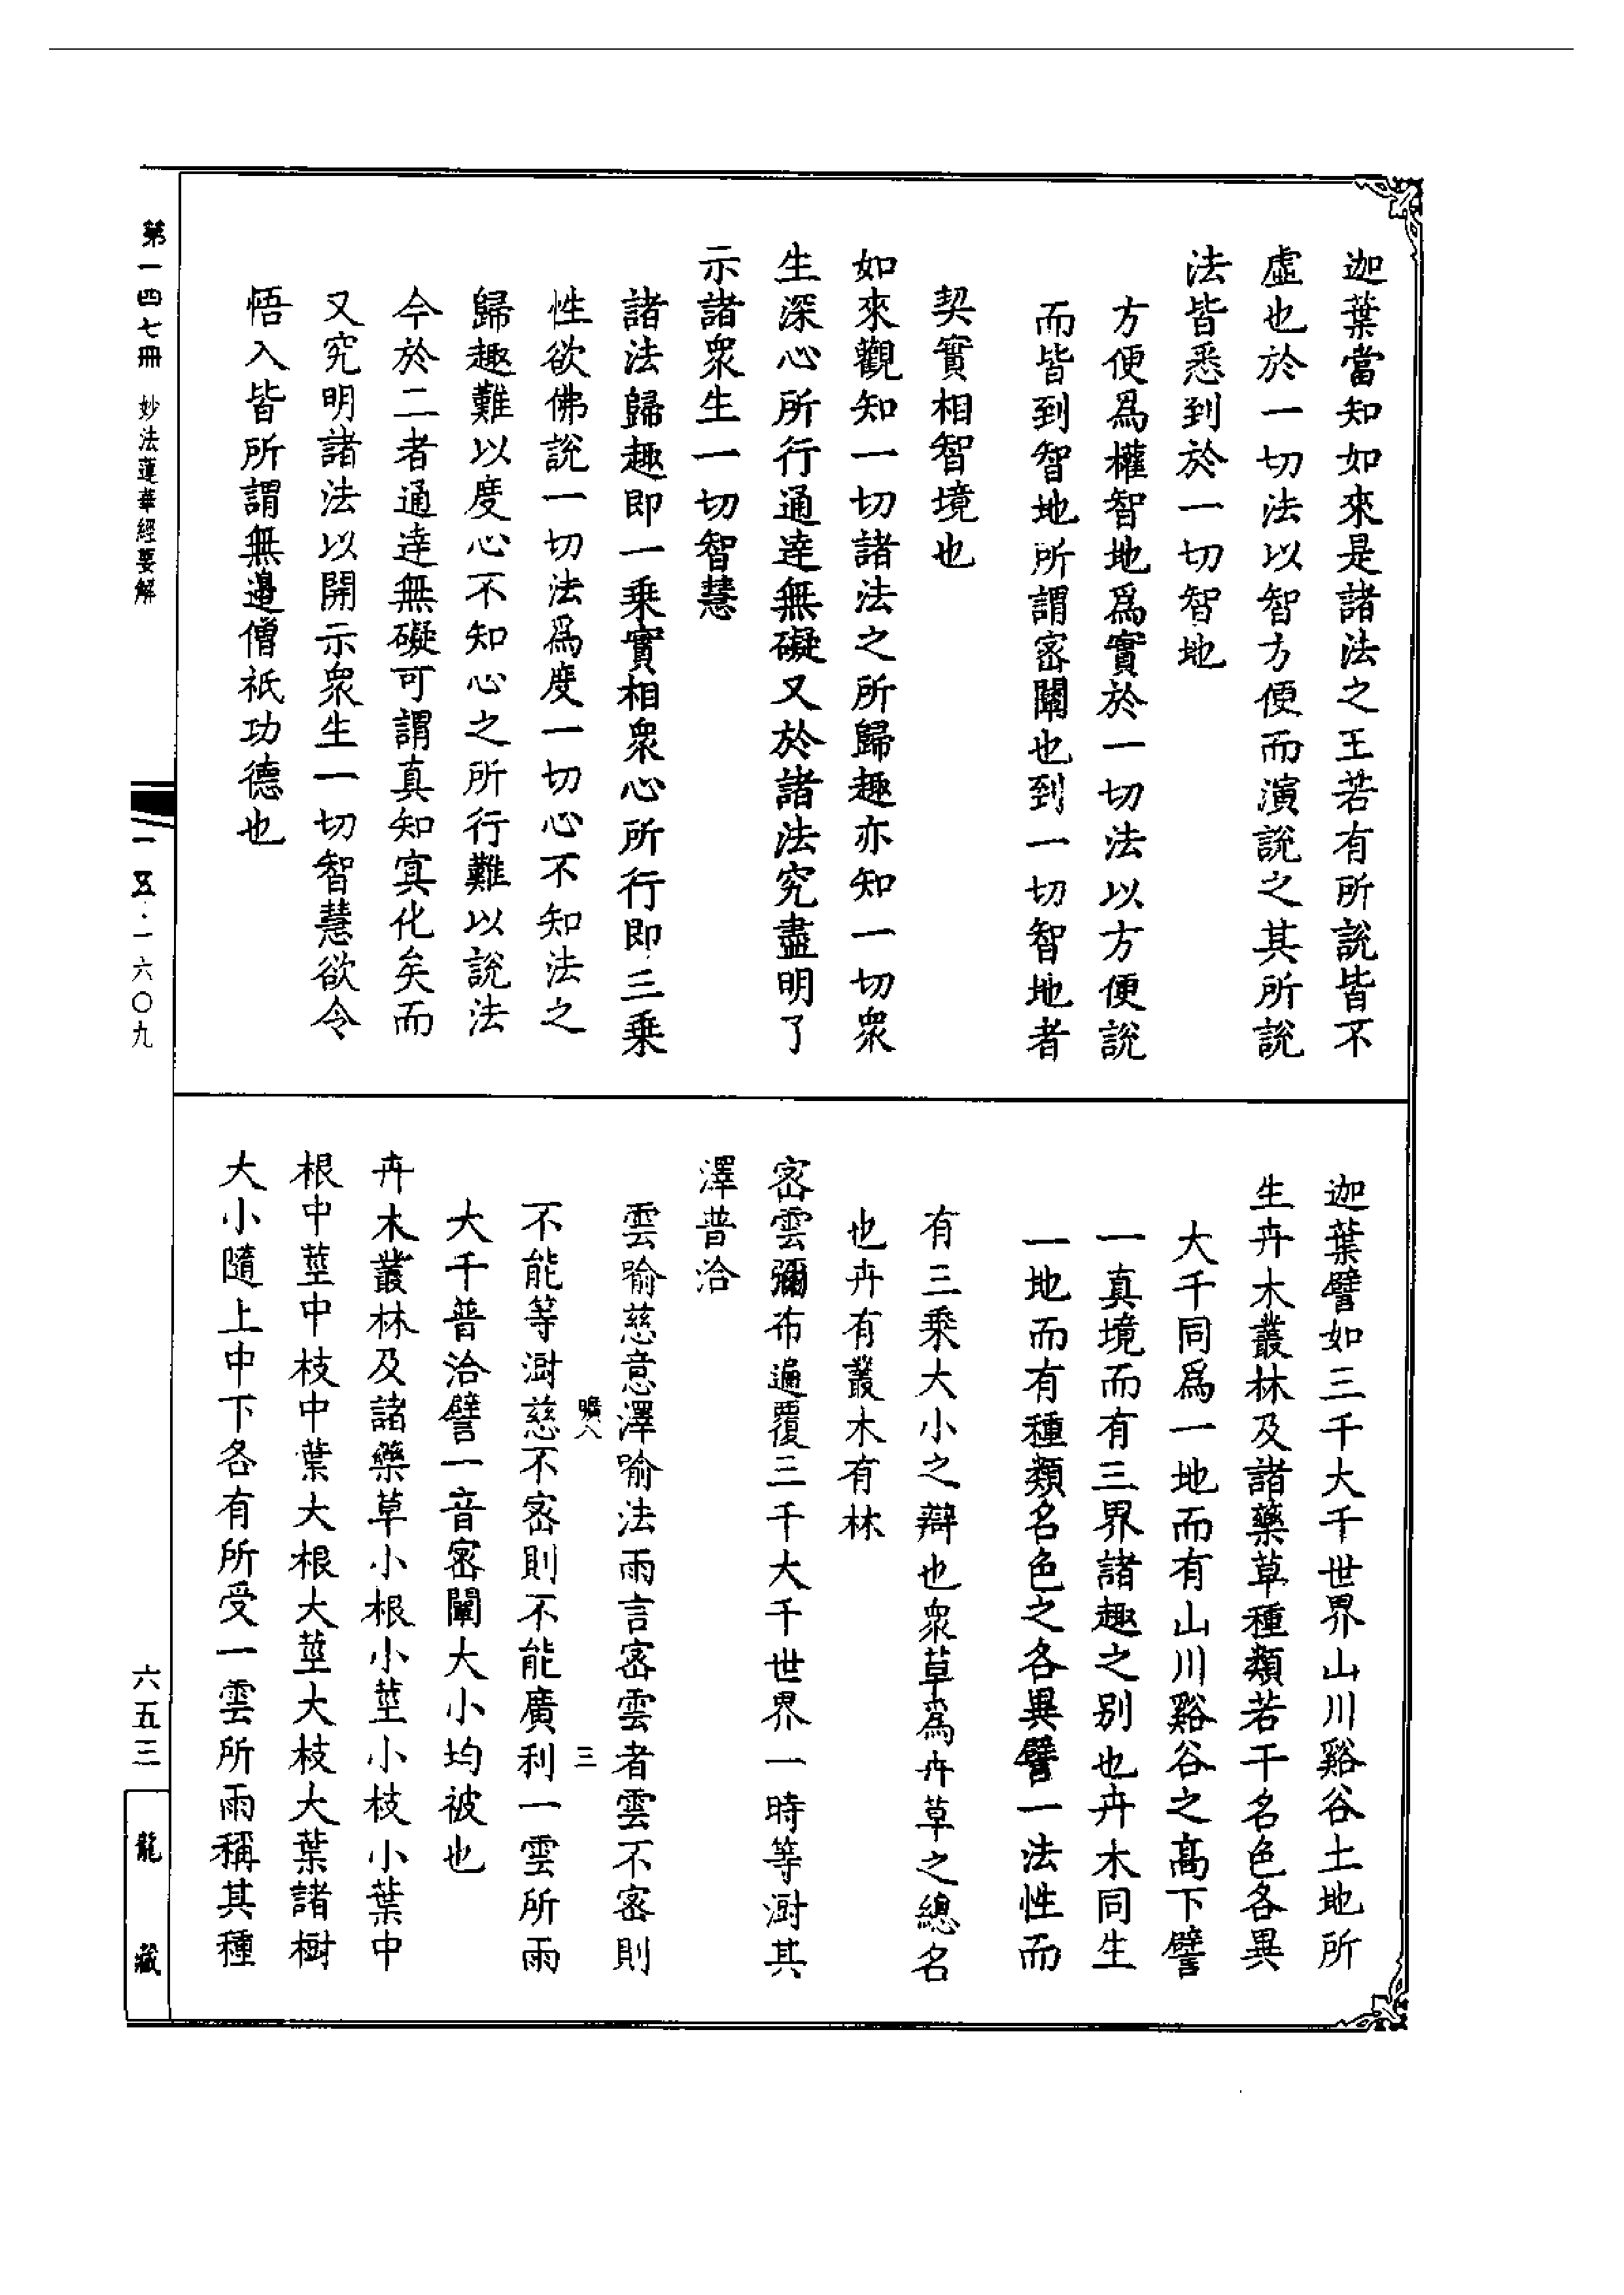 迦葉當知如來是諸法之王若有所說皆不
虛也於一切法以智方便而演說之其所說
法皆悉到於一切智地
方便爲權智地爲實於一切法以方便說
而皆到智地所謂宻闡也到一切智地者
契實相智境也
如來觀知一切諸法之所歸趣亦知一切衆
生深心所行通達無礙又於諸法究盡明了
示諸衆生一切智慧
諸法歸趣即一乗實相衆心所行即三乗
性欲佛說一切法爲度一切心不知法之
歸趣難以度心不知心之所行難以說法
今於二者通達無礙可謂真知寘化矣而
又究明諸法以開示衆生一切智慧欲令
悟入皆所謂無邊僧祇功德也
迦葉譬如三千大千世界山川谿谷土地所
生卉木叢林及諸藥草種類若干名色各異
大千同爲一地而有山川谿谷之髙下譬
一真境而有三界諸趣之别也卉木同生
一地而有種類名色之各異譬一法性而
有三乗大小之辯也衆草爲卉草之總名
也卉有叢木有林
宻雲彌布遍覆三千大千世界一時等澍其
澤普洽
雲喻慈意澤喻法雨言宻雲者雲不宻則
不能等澍慈不宻則不能廣利一雲所雨
大千普洽譬一音宻闡大小均被也
卉木叢林及諸藥草小根小莖小枝小葉中
根中莖中枝中葉大根大莖大枝大葉諸樹
大小隨上中下各有所受一雲所雨稱其種
三
第一四七冊 妙法蓮華經要解
一五·一六〇九
六五三
龍藏